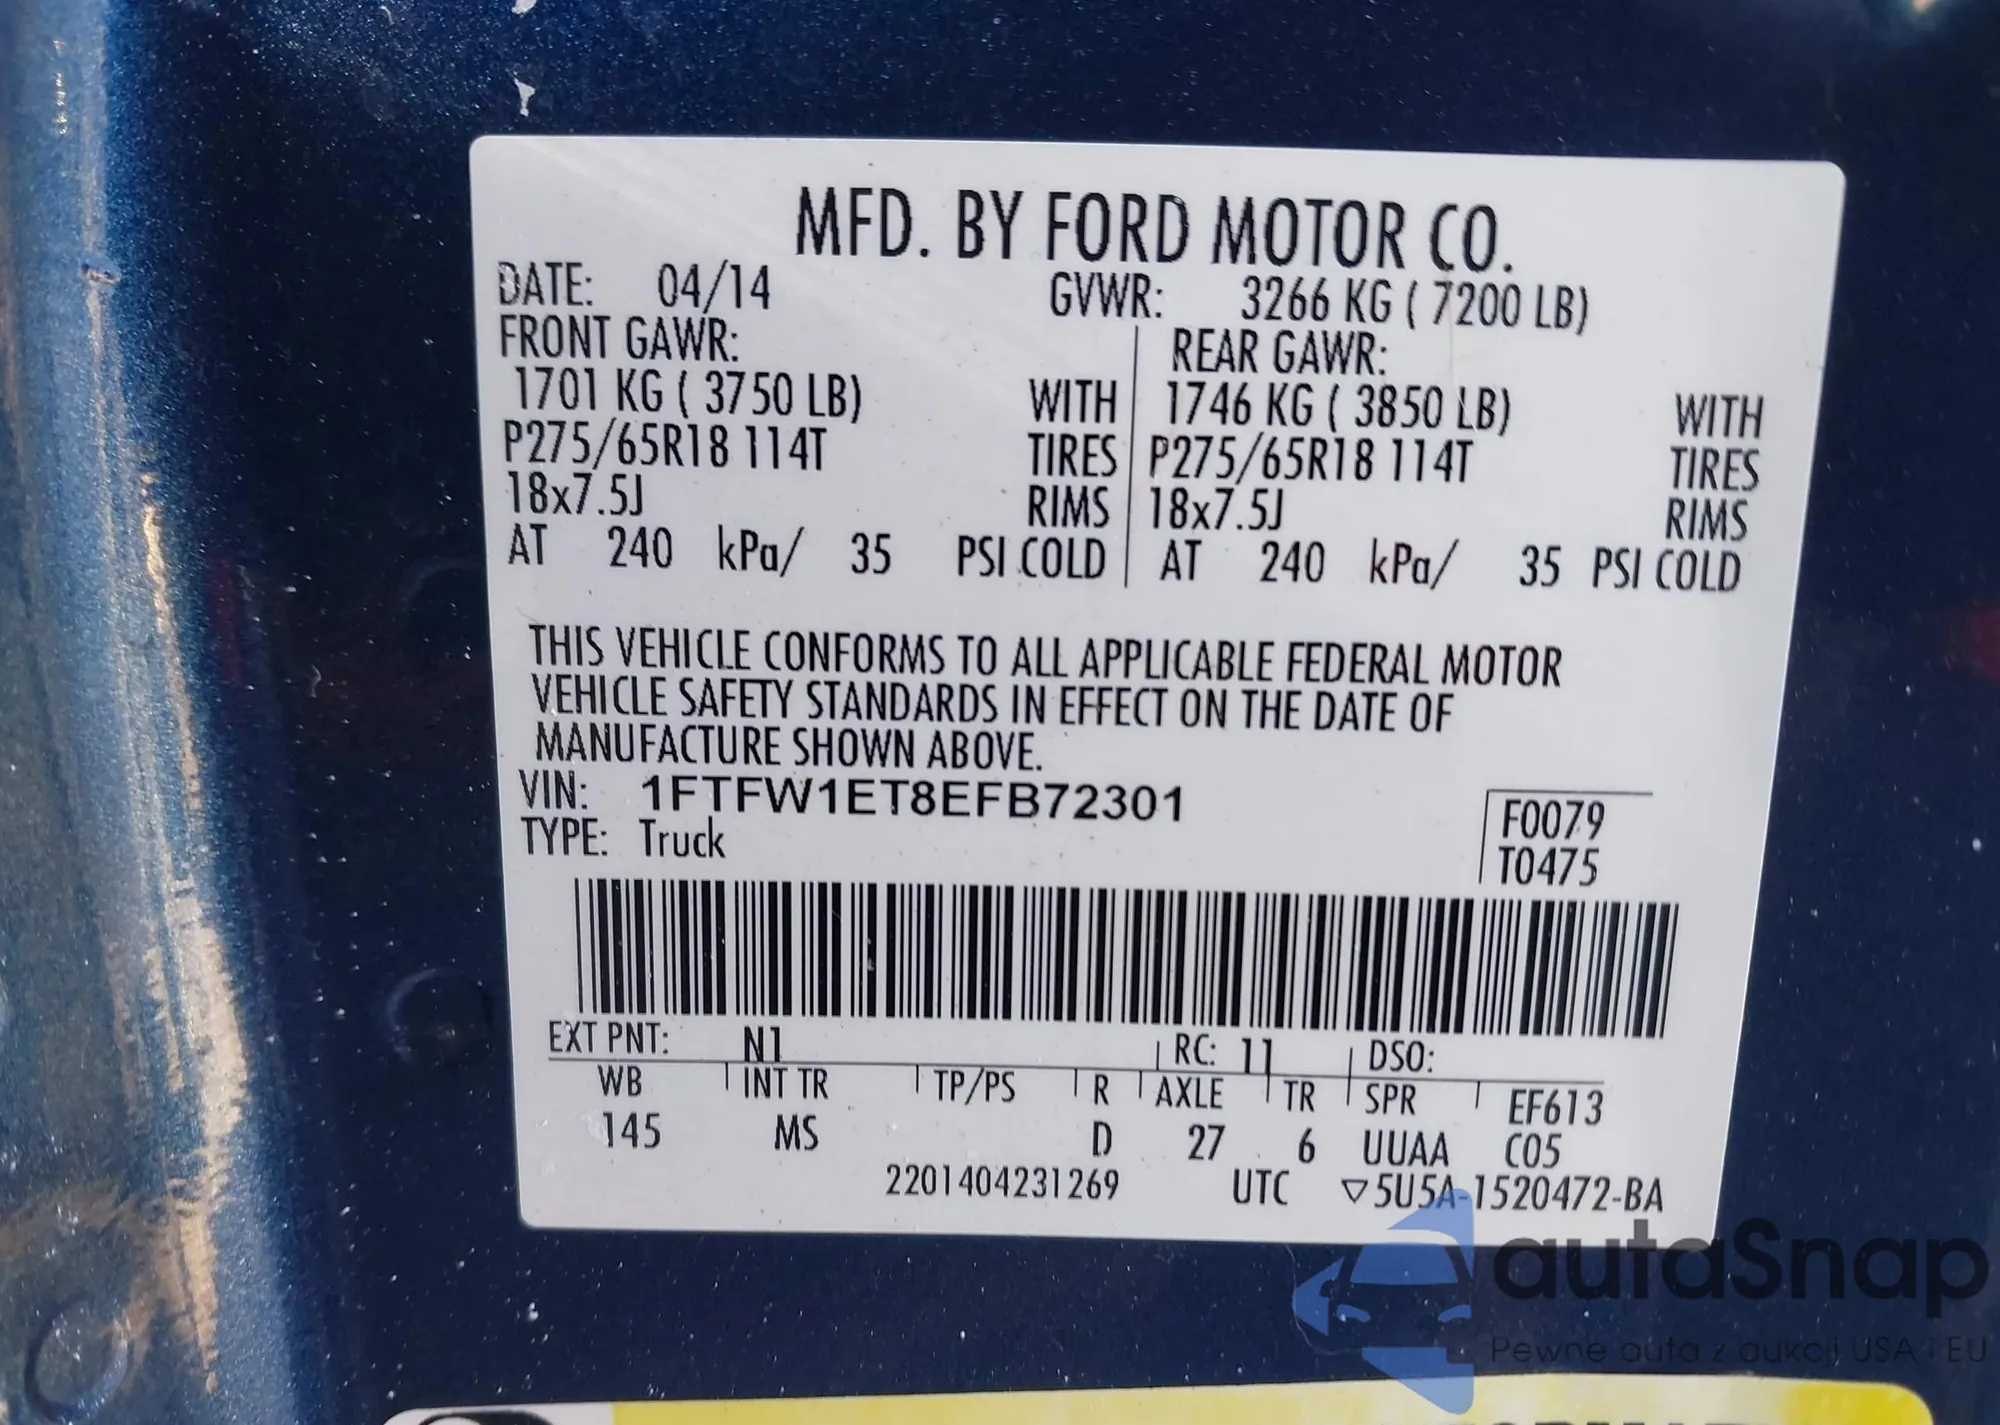 MFD. BY FORD MOTOR CO.
DATE: 04/14 GVWR: 3266 KG ( 7200 LB)
FRONT GAWR: REAR GAWR:
1701 KG ( 3750 LB) WITH 1746 KG ( 3850 LB) WITH
P275/65R18 114T TIRES P275/65R18 114T TIRES
18x7.5J RIMS 18x7.5J RIMS
AT 240 kPa/ 35 PSI COLD AT 240 kPa/ 35 PSI COLD
THIS VEHICLE CONFORMS TO ALL APPLICABLE FEDERAL MOTOR
VEHICLE SAFETY STANDARDS IN EFFECT ON THE DATE OF
MANUFACTURE SHOWN ABOVE.
VIN: 1FTFW1ET8EFB72301 F0079
TYPE: Truck T0475
EXT PNT: N1 RC: 11 DSO:
WB INT TR TP/PS R AXLE TR SPR EF613
145 MS D 27 6 UUAA C05
2201404231269 UTC ▽5U5A-1520472-BA
autaSnap
Pewne auta z aukcji USA i EU